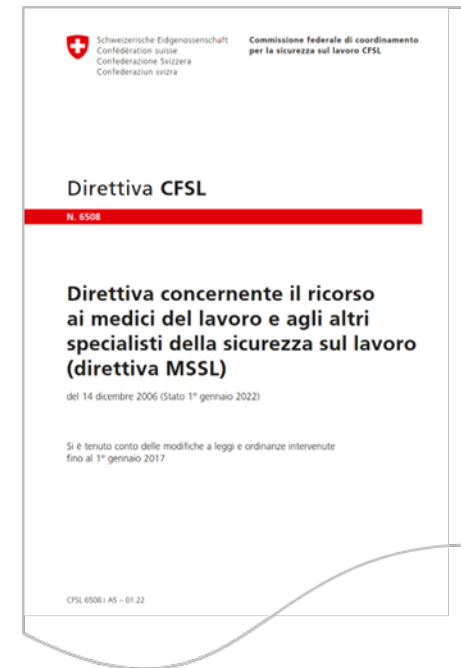 Schweizerische Eidgenossenschaft
Confédération suisse
Confederazione Svizzera
Confederaziun svizra
Commissione federale di coordinamento
per la sicurezza sul lavoro CFSL
Direttiva CFSL
N. 6508
Direttiva concernente il ricorso
ai medici del lavoro e agli altri
specialisti della sicurezza sul lavoro
(direttiva MSSL)
del 14 dicembre 2006 (Stato 1° gennaio 2022)
Si è tenuto conto delle modifiche a leggi e ordinanze intervenute
fino al 1° gennaio 2017
CFSL 6508.i A5 – 01.22